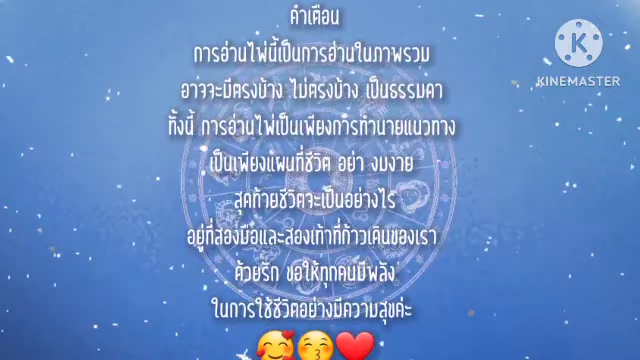 คำเตือน
การอ่านไพ่นี้เป็นการอ่านในภาพรวม
อาจจะมีตรงบ้าง ไม่ตรงบ้าง เป็นธรรมดา
ทั้งนี้ การอ่านไพ่เป็นเพียงการทำนายแนวทาง
เป็นเพียงแผนที่ชีวิต อย่า งมงาย
สุดท้ายชีวิตจะเป็นอย่างไร
อยู่ที่สองมือและสองเท้าที่ก้าวเดินของเรา
ด้วยรัก ขอให้ทุกคนมีพลัง
ในการใช้ชีวิตอย่างมีความสุขค่ะ
🥰😚❤️
K
KINEMASTER